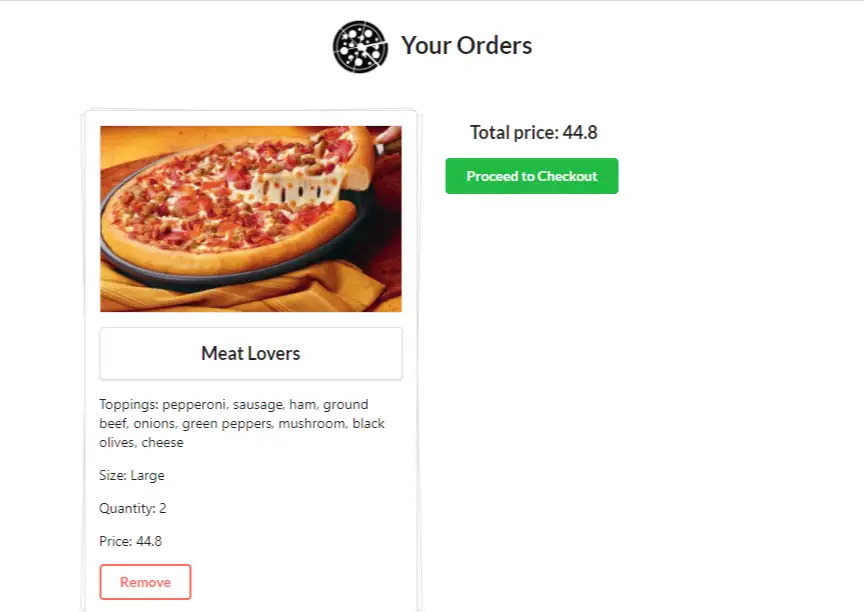 Your Orders
Total price: 44.8
Proceed to Checkout
Meat Lovers
Toppings: pepperoni, sausage, ham, ground
beef, onions, green peppers, mushroom, black
olives, cheese
Size: Large
Quantity: 2
Price: 44.8
Remove